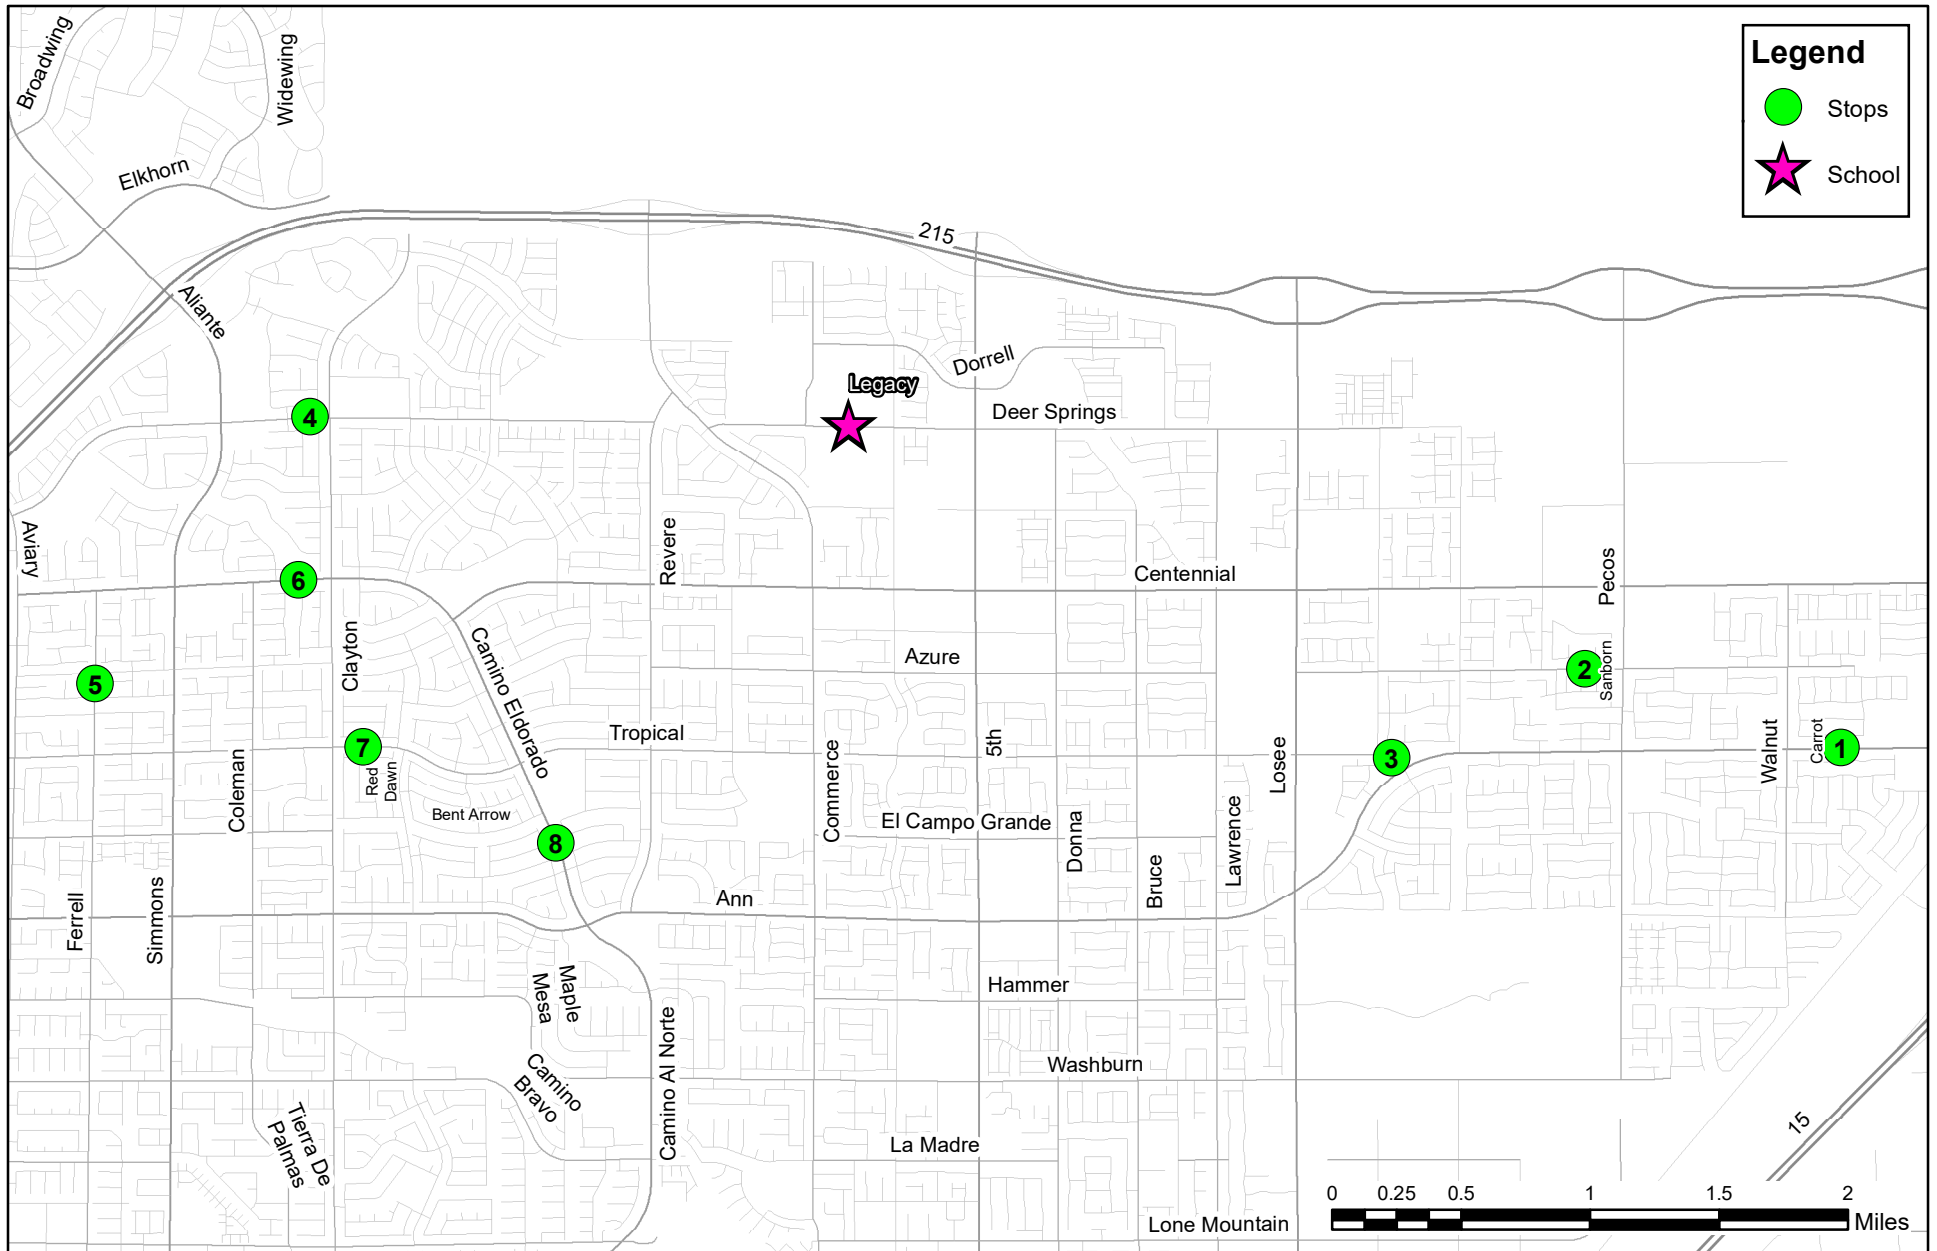 Broadwing
Widewing
Elkhorn
Legend
Stops
School
215
Aliante
Dorrell
Legacy
Deer Springs
4
Aviary
Revere
Centennial
Pecos
6
Clayton
Camino Eldorado
Azure
5
2
Sanborn
Tropical
7
Red
Dawn
Coleman
Commerce
5th
Losee
3
Walnut
Carrot
1
Bent Arrow
8
El Campo Grande
Donna
Bruce
Lawrence
Ferrell
Simmons
Ann
Maple
Mesa
Hammer
Camino Al Norte
Washburn
Camino
Bravo
Tierra De
Palmas
La Madre
15
0 0.25 0.5 1 1.5 2
Miles
Lone Mountain